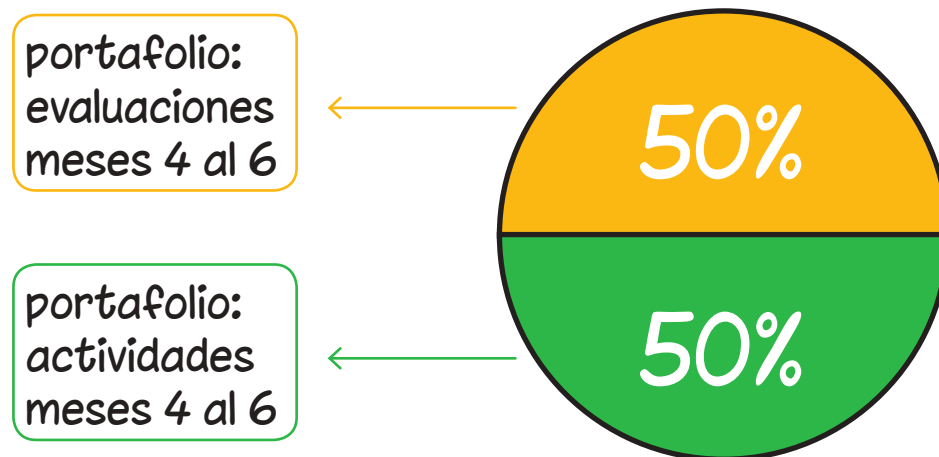 portafolio:
evaluaciones
meses 4 al 6
50%
portafolio:
actividades
meses 4 al 6
50%